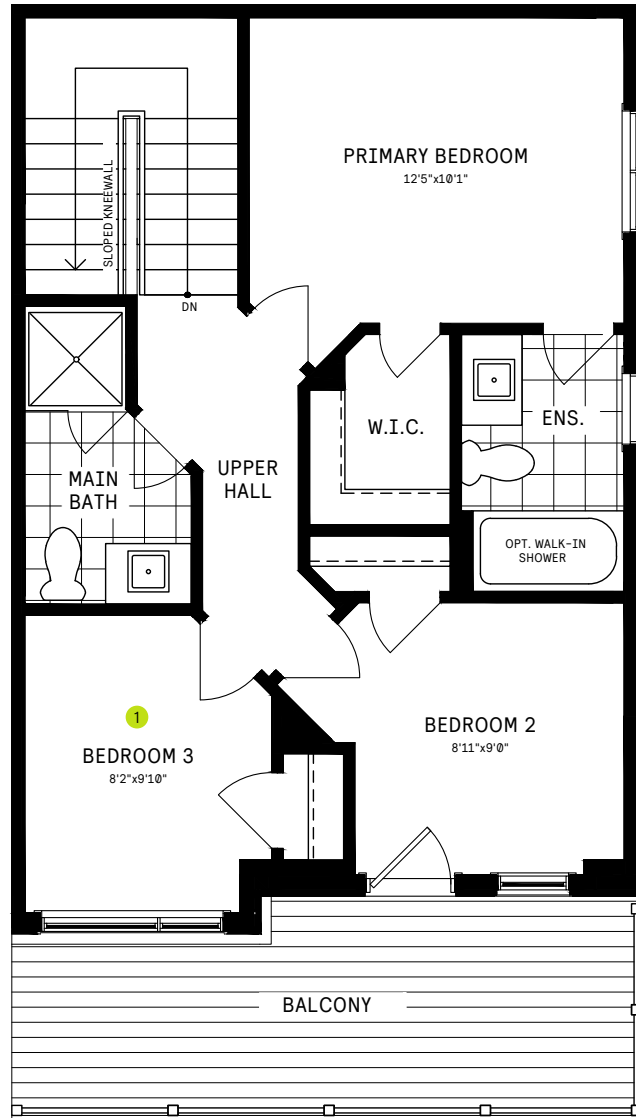 PRIMARY BEDROOM
12'5"x10'1"
SLOPED KNEEWALL
DN
W.I.C.
ENS.
MAIN
BATH
UPPER
HALL
OPT. WALK-IN
SHOWER
1
BEDROOM 3
8'2"x9'10"
BEDROOM 2
8'11"x9'0"
BALCONY